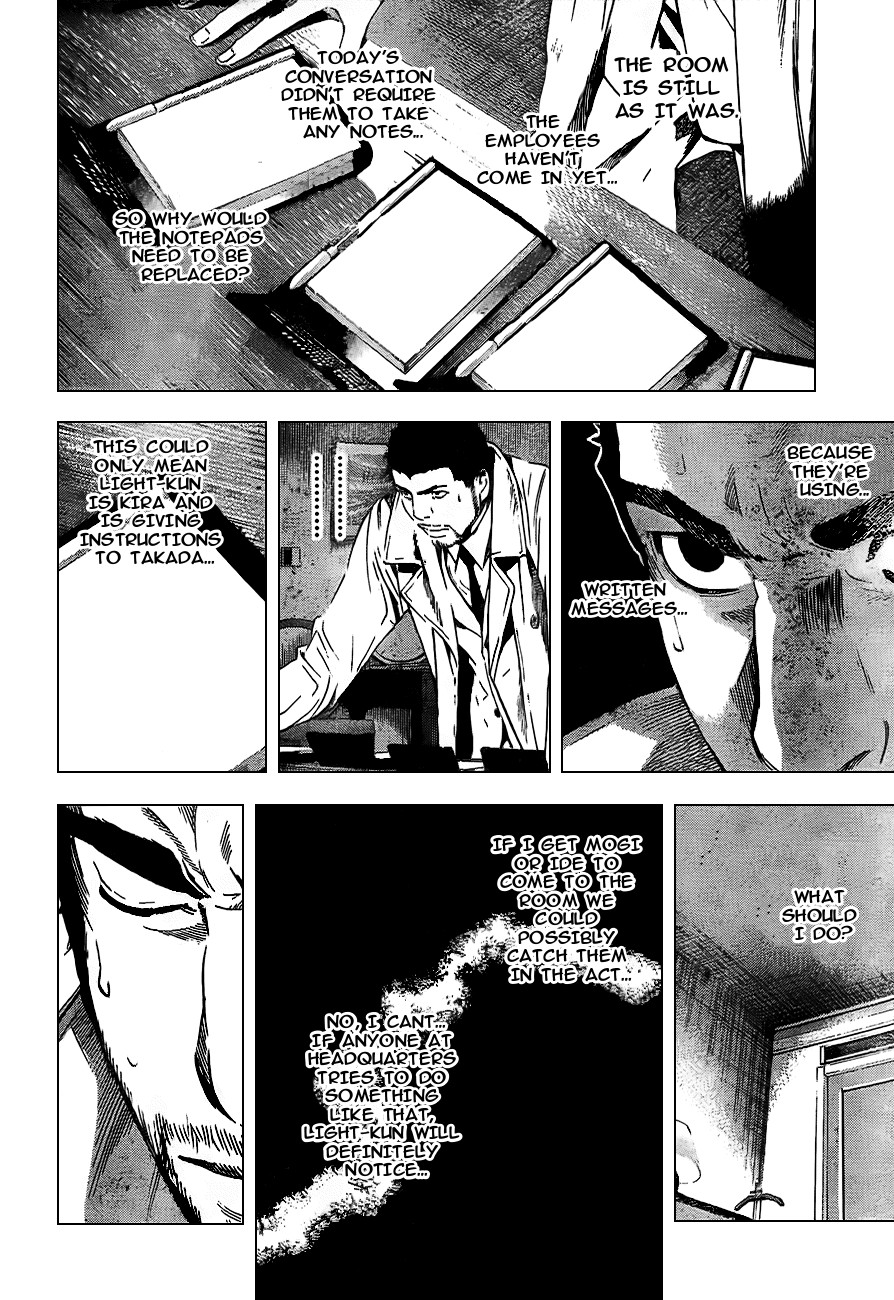 THE ROOM
IS STILL
AS IT WAS.
THE
EMPLOYEES
HAVEN'T
COME IN YET...
TODAY'S
CONVERSATION
DIDN'T REQUIRE
THEM TO TAKE
ANY NOTES...
SO WHY WOULD
THE NOTEPADS
NEED TO BE
REPLACED?
BECAUSE
THEY'RE
USING...
WRITTEN
MESSAGES...
THIS COULD
ONLY MEAN
LIGHT-KUN
IS KIRA AND
IS GIVING
INSTRUCTIONS
TO TAKADA...
WHAT
SHOULD
I DO?
IF I GET MOGI
OR IDE TO
COME TO THE
ROOM WE
COULD
POSSIBLY
CATCH THEM
IN THE ACT...
NO, I CANT...
IF ANYONE AT
HEADQUARTERS
TRIES TO DO
SOMETHING
LIKE THAT,
LIGHT-KUN WILL
DEFINITELY
NOTICE...